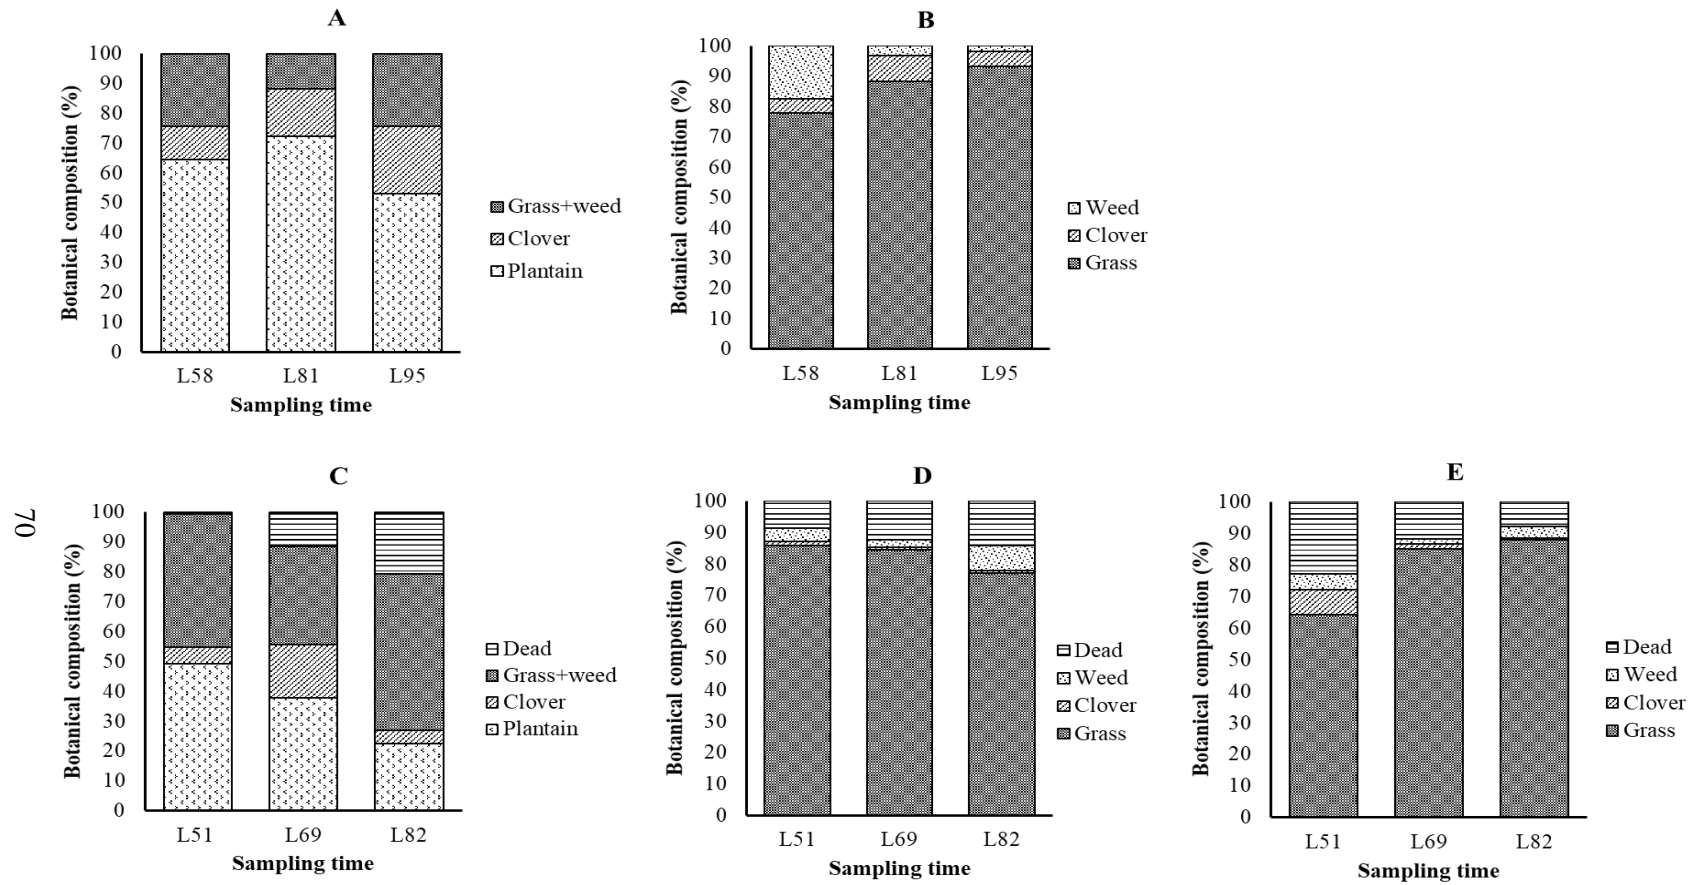 A
Botanical composition (%)
100
90
80
70
60
50
40
30
20
10
0
L58 L81 L95
Sampling time
Grass+weed
Clover
Plantain
B
Botanical composition (%)
100
90
80
70
60
50
40
30
20
10
0
L58 L81 L95
Sampling time
Weed
Clover
Grass
70
C
Botanical composition (%)
100
90
80
70
60
50
40
30
20
10
0
L51 L69 L82
Sampling time
Dead
Grass+weed
Clover
Plantain
D
Botanical composition (%)
100
90
80
70
60
50
40
30
20
10
0
L51 L69 L82
Sampling time
Dead
Weed
Clover
Grass
E
Botanical composition (%)
100
90
80
70
60
50
40
30
20
10
0
L51 L69 L82
Sampling time
Dead
Weed
Clover
Grass